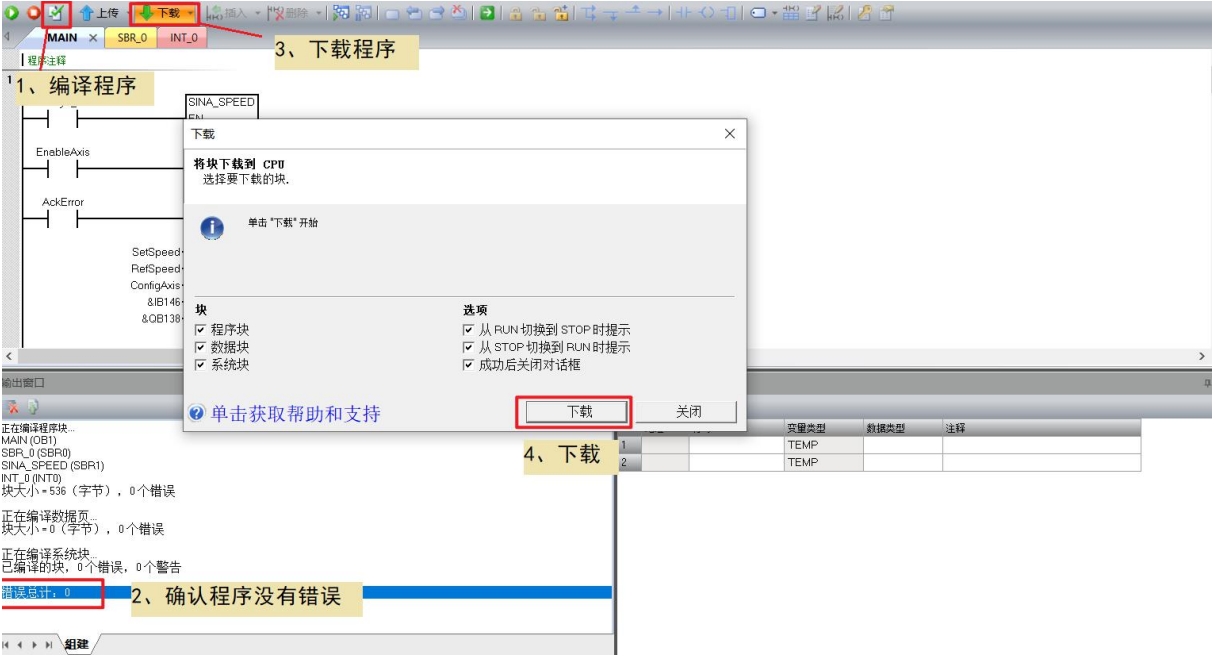 上传
下载
插入
删除
MAIN × SBR_0 INT_0
3、下载程序
程序注释
1
1、编译程序
SINA_SPEED
EN
EnableAxis
AckError
SetSpeed
RefSpeed
ConfigAxis
&IB146
&QB138
下载
将块下载到 CPU
选择要下载的块.
单击“下载”开始
块
程序块
数据块
系统块
选项
从 RUN 切换到 STOP 时提示
从 STOP 切换到 RUN 时提示
成功后关闭对话框
单击获取帮助和支持
下载
关闭
4、下载
输出窗口
正在编译程序块...
MAIN (OB1)
SBR_0 (SBR0)
SINA_SPEED (SBR1)
INT_0 (INT0)
块大小 = 536（字节），0个错误
正在编译数据页...
块大小 = 0（字节），0个错误
正在编译系统块...
已编译的块，0个错误，0个警告
错误总计：0
2、确认程序没有错误
组建
变量类型 数据类型 注释
1 TEMP
2 TEMP